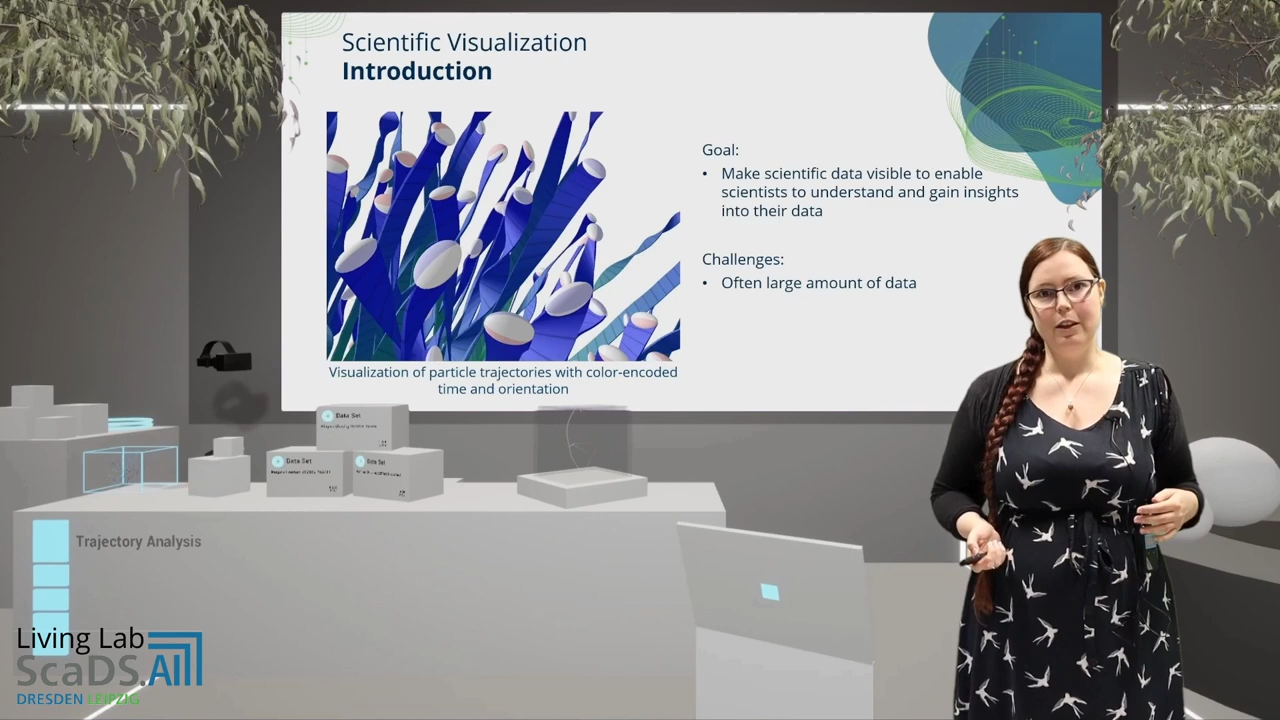 Scientific Visualization
Introduction
Goal:
• Make scientific data visible to enable
scientists to understand and gain insights
into their data
Challenges:
• Often large amount of data
Visualization of particle trajectories with color-encoded
time and orientation
Data Set
Data Set
Data Set
Trajectory Analysis
Living Lab
ScaDS.AI
DRESDEN LEIPZIG